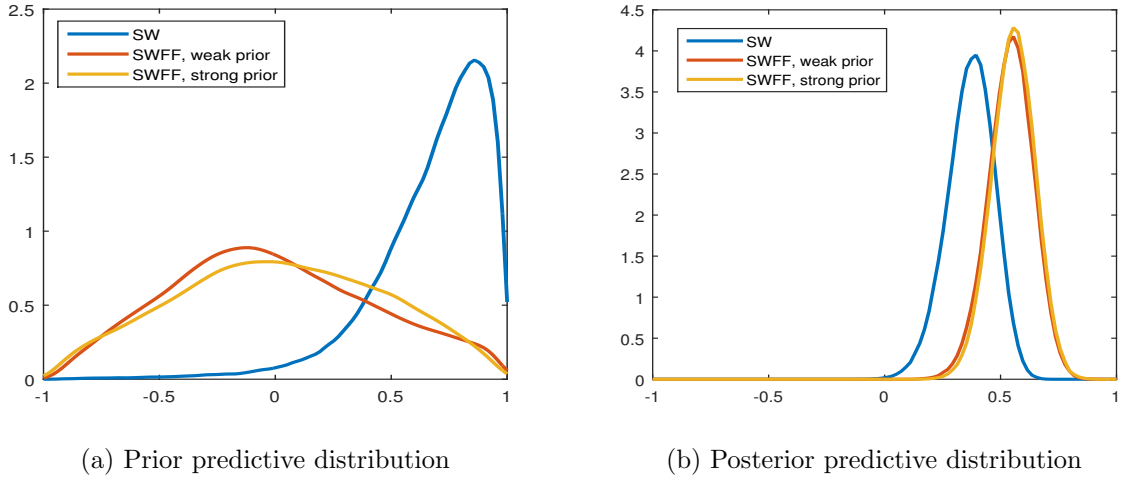 2.5
SW
SWFF, weak prior
SWFF, strong prior
2
1.5
1
0.5
0
-1 -0.5 0 0.5 1
(a) Prior predictive distribution
4.5
SW
SWFF, weak prior
SWFF, strong prior
4
3.5
3
2.5
2
1.5
1
0.5
0
-1 -0.5 0 0.5 1
(b) Posterior predictive distribution